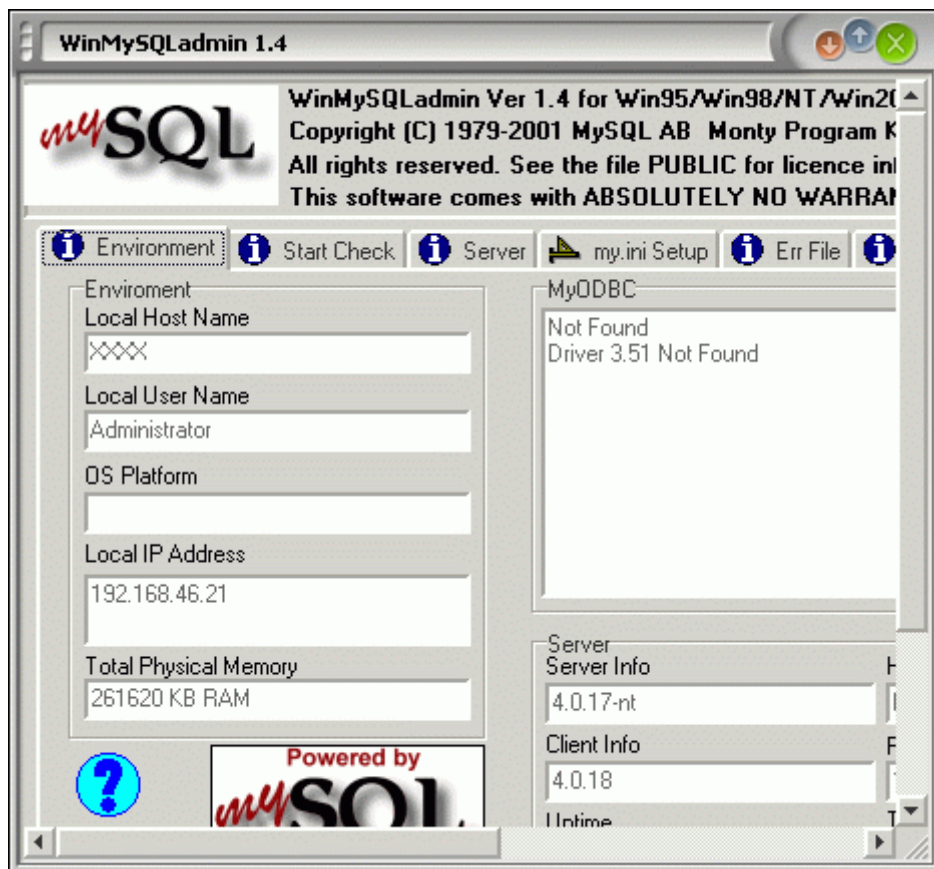 WinMySQLadmin 1.4
mySQL
WinMySQLadmin Ver 1.4 for Win95/Win98/NT/Win2(
Copyright (C) 1979-2001 MySQL AB Monty Program K
All rights reserved. See the file PUBLIC for licence in
This software comes with ABSOLUTELY NO WARRA
Environment Start Check Server my.ini Setup Err File
Enviroment
Local Host Name
XXXX
Local User Name
Administrator
OS Platform
Local IP Address
192.168.46.21
Total Physical Memory
261620 KB RAM
MyODBC
Not Found
Driver 3.51 Not Found
Server
Server Info
4.0.17-nt
Client Info
4.0.18
Uptime
Powered by
mySQL